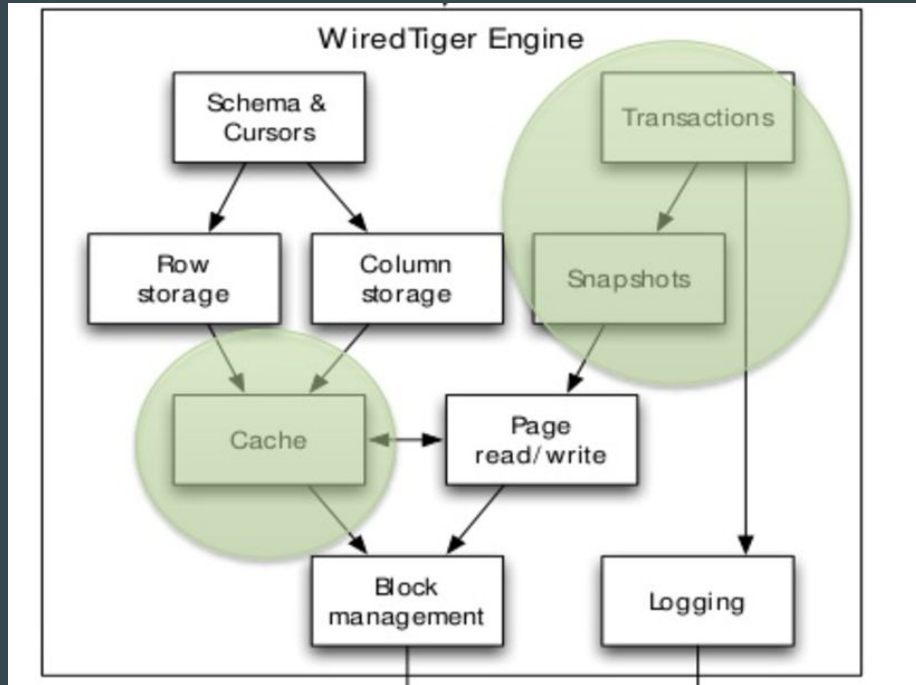 WiredTiger Engine
Schema &
Cursors
Transactions
Row
storage
Column
storage
Snapshots
Cache
Page
read/write
Block
management
Logging